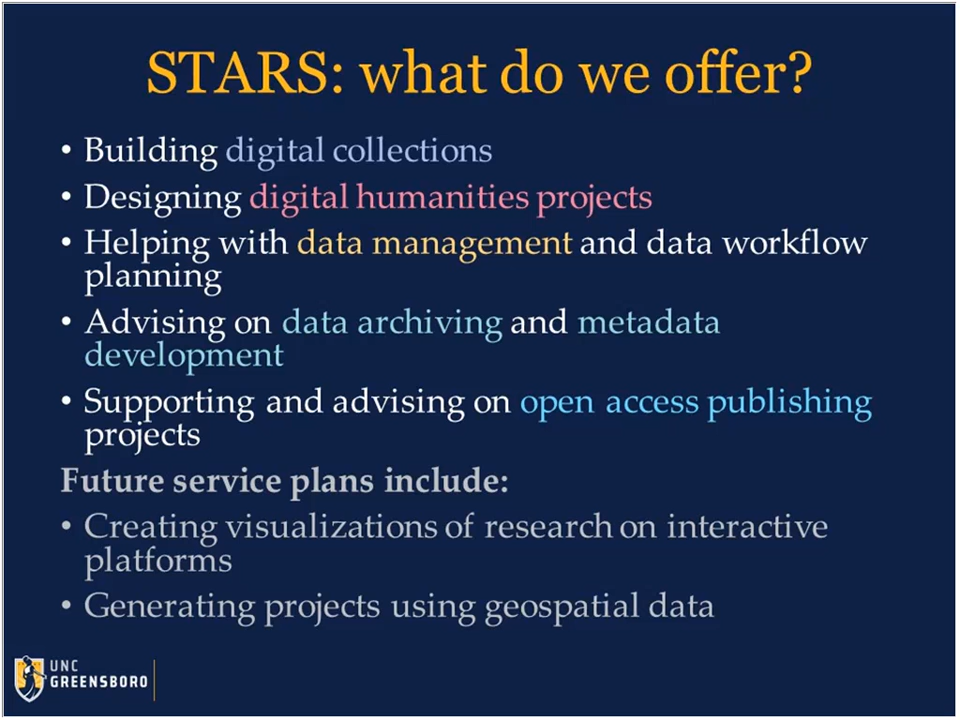 STARS: what do we offer?
• Building digital collections
• Designing digital humanities projects
• Helping with data management and data workflow
planning
• Advising on data archiving and metadata
development
• Supporting and advising on open access publishing
projects
Future service plans include:
• Creating visualizations of research on interactive
platforms
• Generating projects using geospatial data
UNC
GREENSBORO